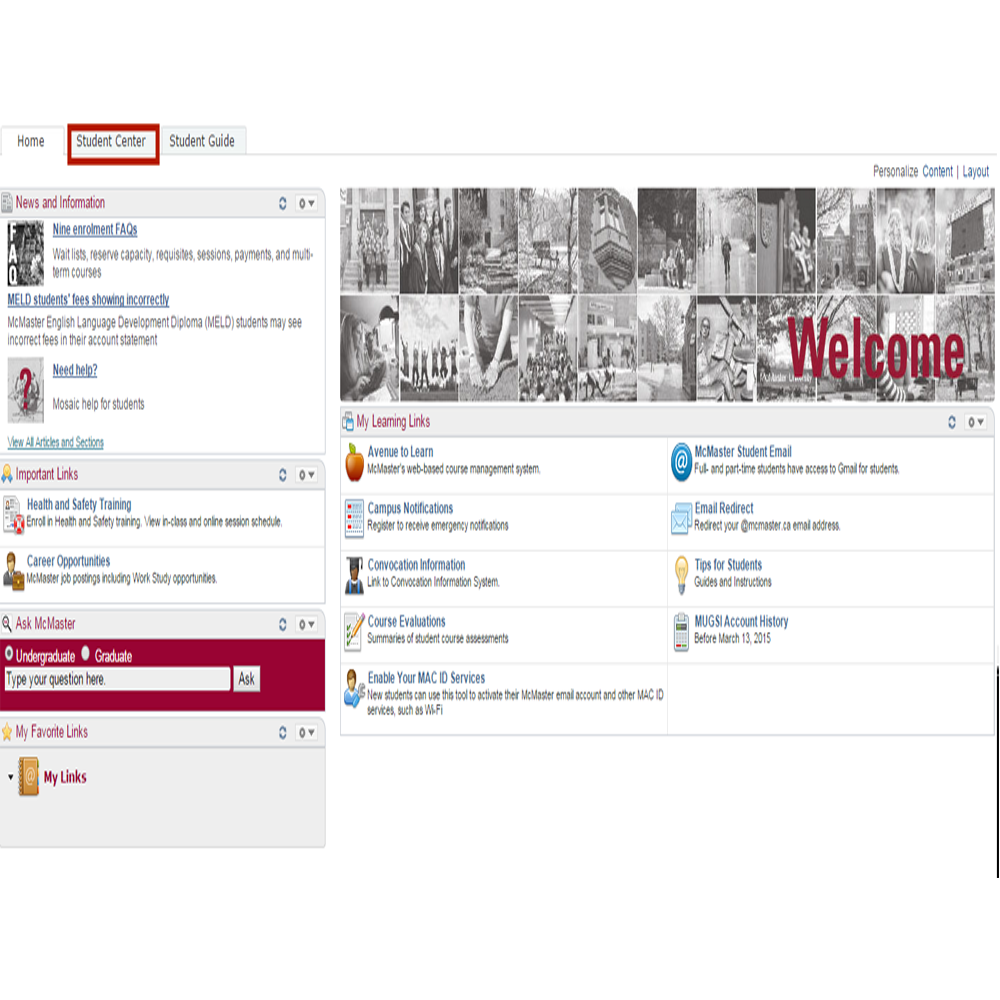 Home
Student Center
Student Guide
Personalize Content | Layout
News and Information
FAQ
Nine enrolment FAQs
Wait lists, reserve capacity, requisites, sessions, payments, and multi-
term courses
MELD students' fees showing incorrectly
McMaster English Language Development Diploma (MELD) students may see
incorrect fees in their account statement
?
Need help?
Mosaic help for students
View All Articles and Sections
Important Links
Health and Safety Training
Enroll in Health and Safety training. View in-class and online session schedule.
Career Opportunities
McMaster job postings including Work Study opportunities.
Ask McMaster
Undergraduate Graduate
Type your question here. Ask
My Favorite Links
My Links
Welcome
McMaster University
My Learning Links
Avenue to Learn
McMaster's web-based course management system.
McMaster Student Email
Full- and part-time students have access to Gmail for students.
Campus Notifications
Register to receive emergency notifications
Email Redirect
Redirect your @mcmaster.ca email address.
Convocation Information
Link to Convocation Information System.
Tips for Students
Guides and Instructions
Course Evaluations
Summaries of student course assessments
MUGSI Account History
Before March 13, 2015
Enable Your MAC ID Services
New students can use this tool to activate their McMaster email account and other MAC ID
services, such as Wi-Fi